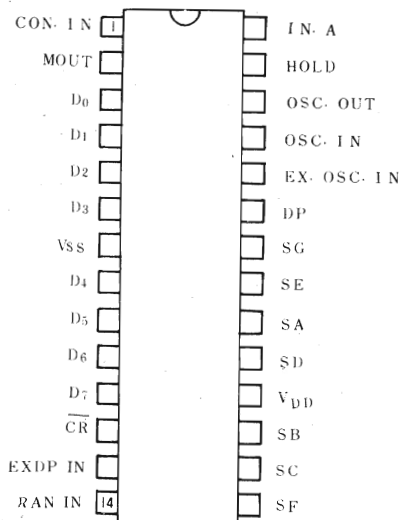 CON. IN 1 IN. A
MOUT HOLD
D0 OSC. OUT
D1 OSC. IN
D2 EX. OSC. IN
D3 DP
VSS SG
D4 SE
D5 SA
D6 SD
D7 VDD
C̅R̅ SB
EXDP IN SC
RAN IN 14 SF